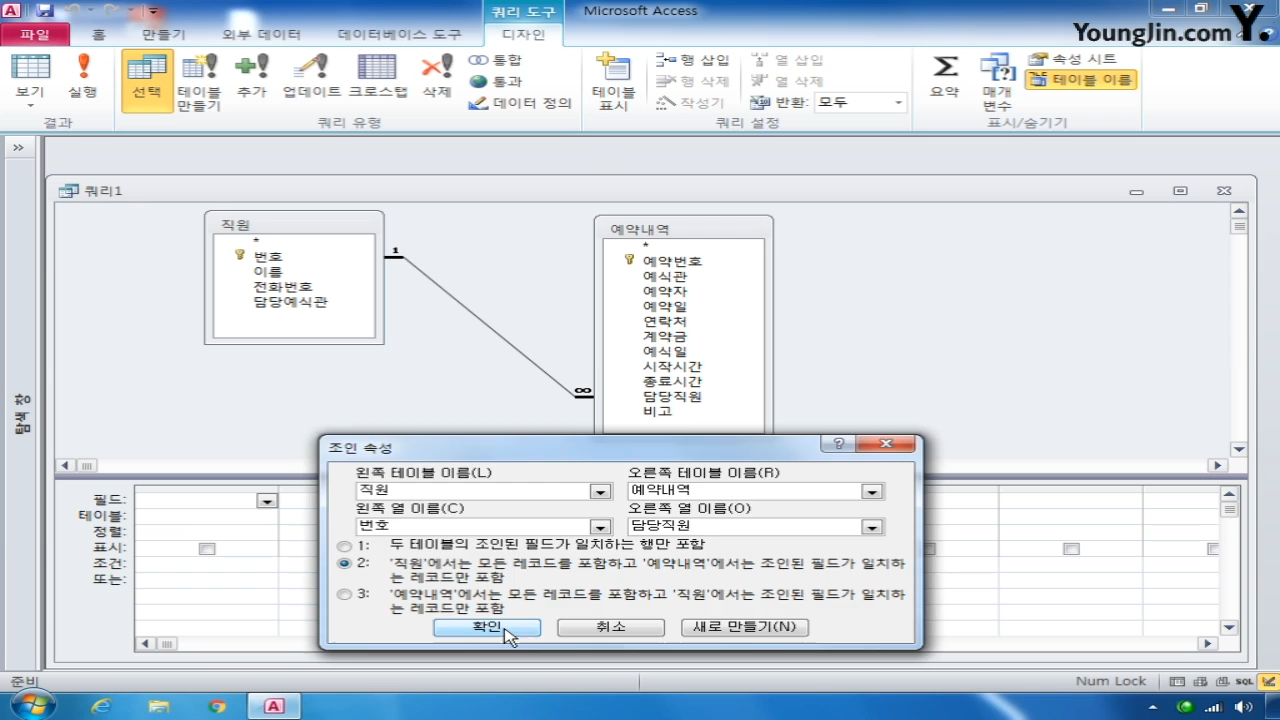 쿼리 도구
Microsoft Access
YoungJin.com Y.
파일
홈
만들기
외부 데이터
데이터베이스 도구
디자인
보기
실행
선택
테이블
만들기
추가
업데이트
크로스탭
삭제
통합
통과
데이터 정의
테이블
표시
행 삽입
행 삭제
작성기
열 삽입
열 삭제
반환: 모두
요약
매개
변수
속성 시트
테이블 이름
결과
쿼리 유형
쿼리 설정
표시/숨기기
쿼리1
탐색 창
직원
*
번호
이름
전화번호
담당예식관
1
∞
예약내역
*
예약번호
예식관
예약자
예약일
연락처
계약금
예식일
시작시간
종료시간
담당직원
비고
필드:
테이블:
정렬:
표시:
조건:
또는:
조인 속성
왼쪽 테이블 이름(L)
오른쪽 테이블 이름(R)
직원
예약내역
왼쪽 열 이름(C)
오른쪽 열 이름(O)
번호
담당직원
1: 두 테이블의 조인된 필드가 일치하는 행만 포함
2: '직원'에서는 모든 레코드를 포함하고 '예약내역'에서는 조인된 필드가 일치하
는 레코드만 포함
3: '예약내역'에서는 모든 레코드를 포함하고 '직원'에서는 조인된 필드가 일치하
는 레코드만 포함
확인
취소
새로 만들기(N)
준비
Num Lock
SQL